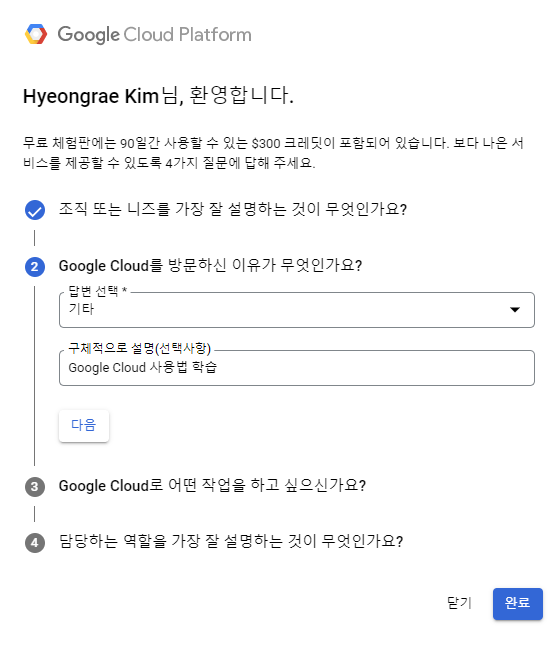 Google Cloud Platform
Hyeongrae Kim님, 환영합니다.
무료 체험판에는 90일간 사용할 수 있는 $300 크레딧이 포함되어 있습니다. 보다 나은 서
비스를 제공할 수 있도록 4가지 질문에 답해 주세요.
조직 또는 니즈를 가장 잘 설명하는 것이 무엇인가요?
2 Google Cloud를 방문하신 이유가 무엇인가요?
답변 선택 *
기타
구체적으로 설명(선택사항)
Google Cloud 사용법 학습
다음
3 Google Cloud로 어떤 작업을 하고 싶으신가요?
4 담당하는 역할을 가장 잘 설명하는 것이 무엇인가요?
닫기 완료